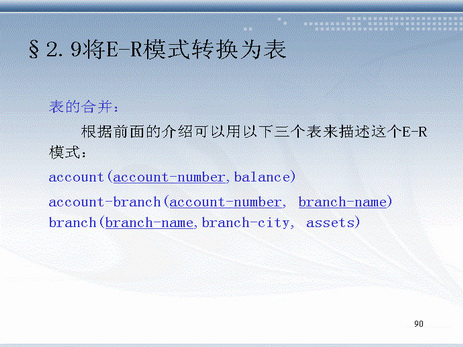 §2.9将E-R模式转换为表
表的合并：
根据前面的介绍可以用以下三个表来描述这个E-R
模式：
account(account-number,balance)
account-branch(account-number, branch-name)
branch(branch-name,branch-city, assets)
90